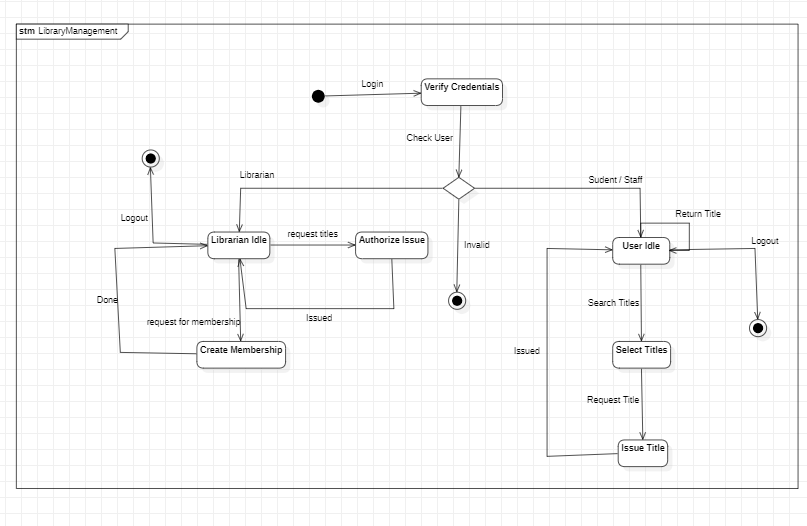 stm LibraryManagement
Login
Verify Credentials
Check User
Librarian
Sudent / Staff
Return Title
Logout
request titles
Librarian Idle
Authorize Issue
Invalid
User Idle
Logout
Done
request for membership
Issued
Search Titles
Create Membership
Issued
Select Titles
Request Title
Issue Title